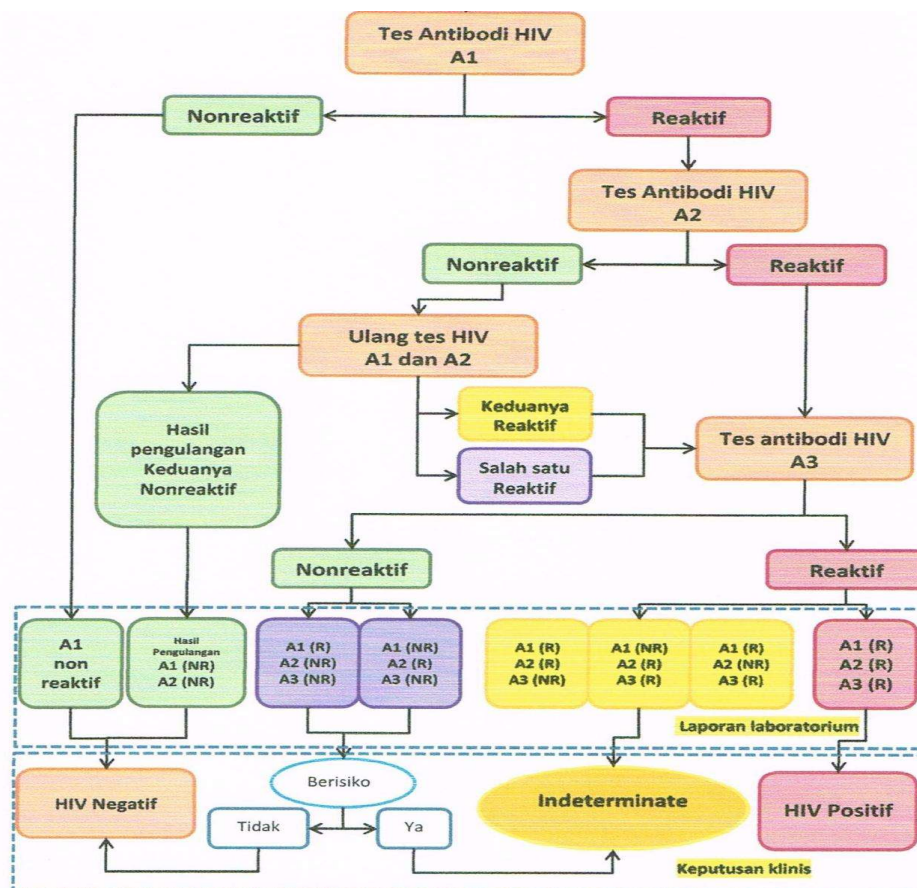 Tes Antibodi HIV
A1
Nonreaktif
Reaktif
Tes Antibodi HIV
A2
Nonreaktif
Reaktif
Ulang tes HIV
A1 dan A2
Hasil
pengulangan
Keduanya
Nonreaktif
Keduanya
Reaktif
Salah satu
Reaktif
Tes antibodi HIV
A3
Nonreaktif
Reaktif
A1
non
reaktif
Hasil
Pengulangan
A1 (NR)
A2 (NR)
A1 (R)
A2 (NR)
A3 (NR)
A1 (NR)
A2 (R)
A3 (NR)
A1 (R)
A2 (R)
A3 (NR)
A1 (NR)
A2 (R)
A3 (R)
A1 (R)
A2 (NR)
A3 (R)
A1 (R)
A2 (R)
A3 (R)
Laporan laboratorium
HIV Negatif
Berisiko
Tidak
Ya
Indeterminate
HIV Positif
Keputusan klinis